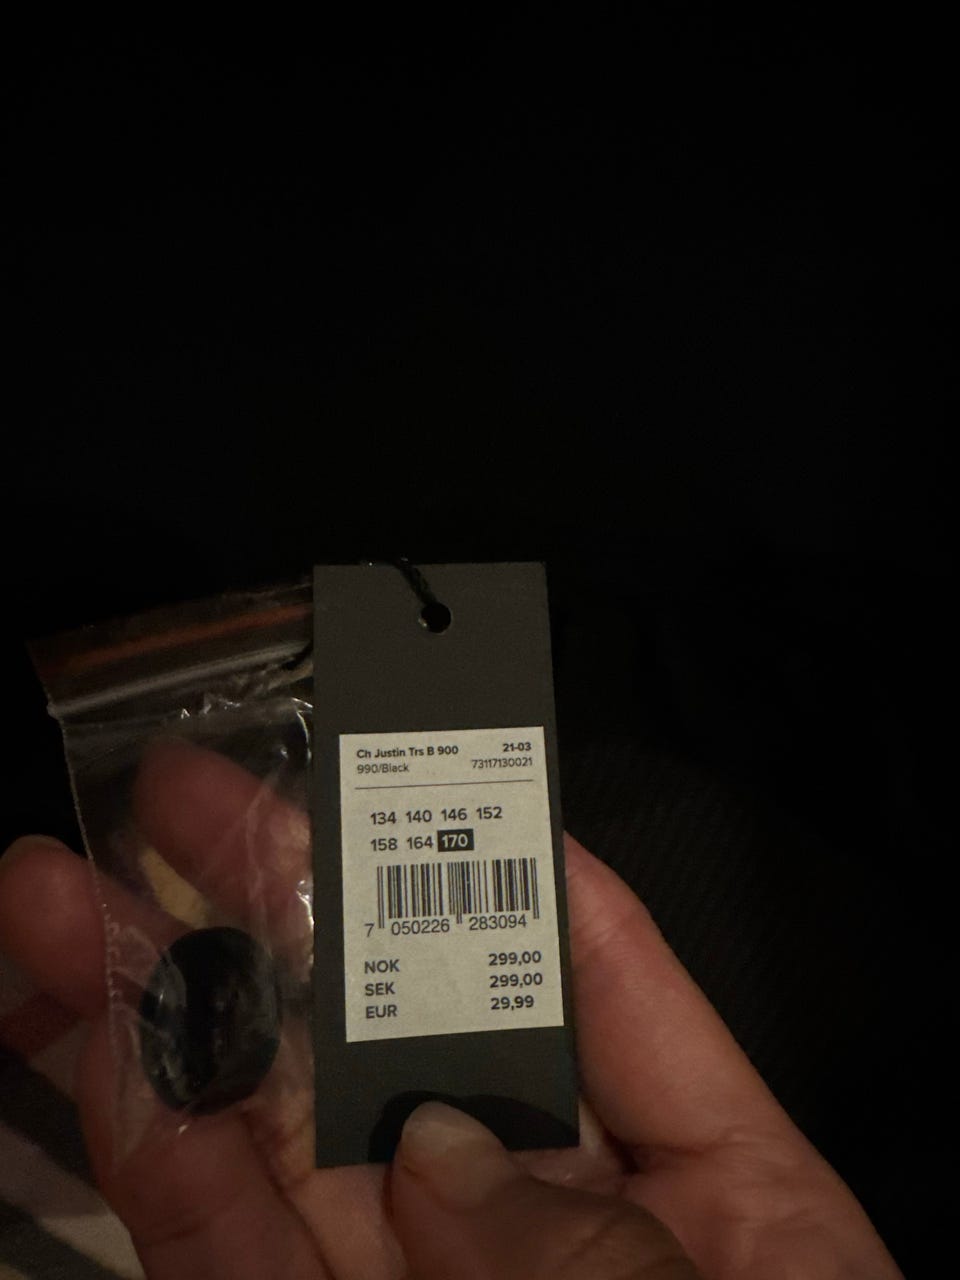 Ch Justin Trs B 900 21-03
990/Black 73117130021
134 140 146 152
158 164 170
7 050226 283094
NOK 299,00
SEK 299,00
EUR 29,99